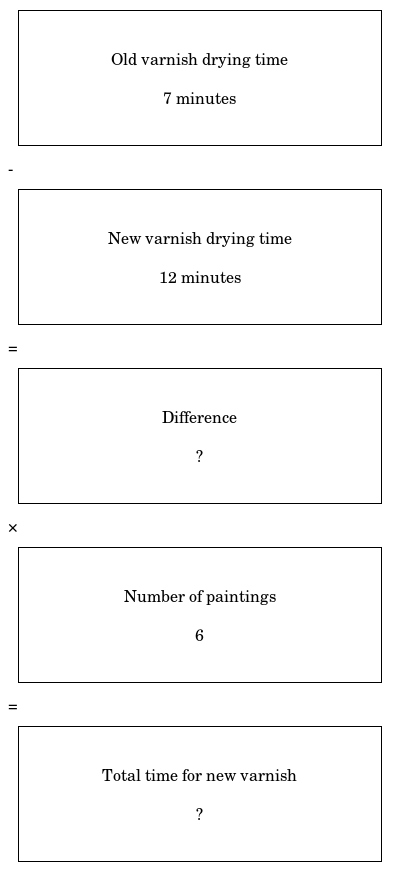 Old varnish drying time
7 minutes
-
New varnish drying time
12 minutes
=
Difference
?
×
Number of paintings
6
=
Total time for new varnish
?